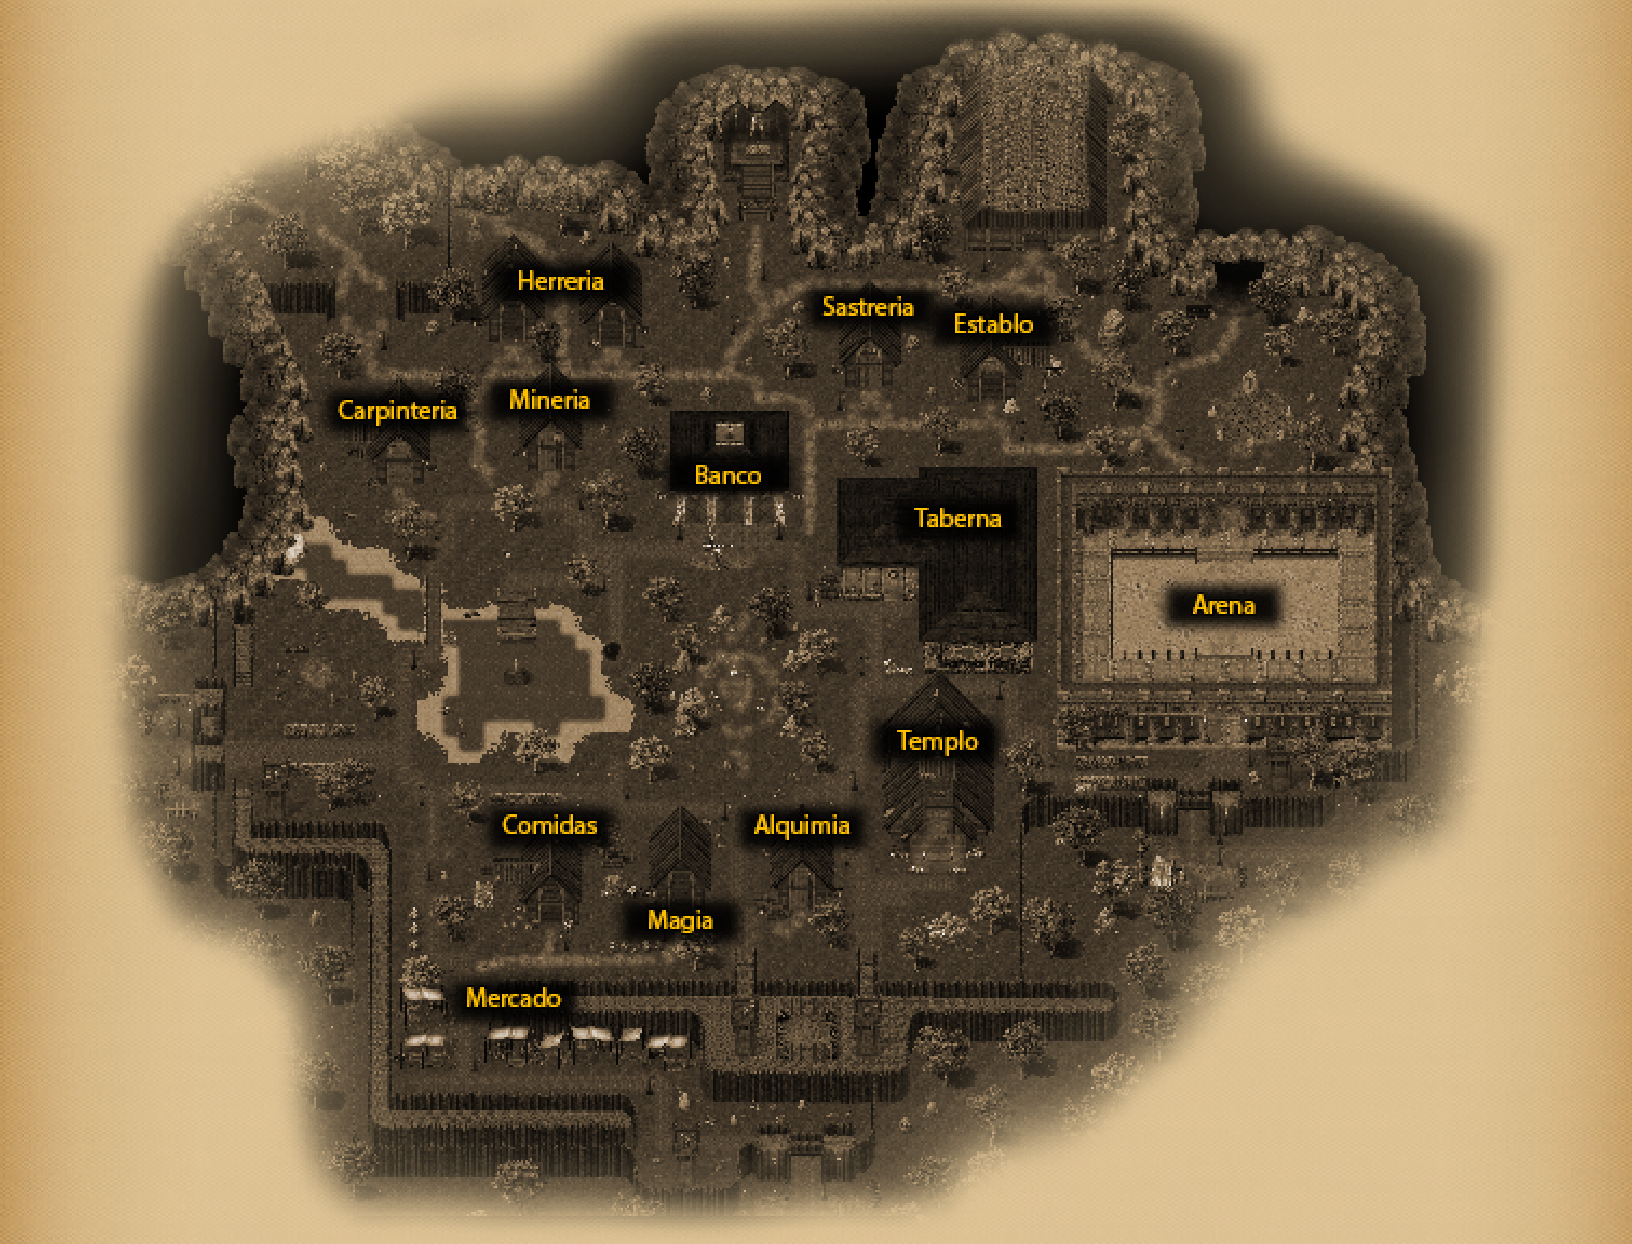 Herreria
Sastreria
Establo
Mineria
Carpinteria
Banco
Taberna
Arena
Templo
Comidas
Alquimia
Magia
Mercado